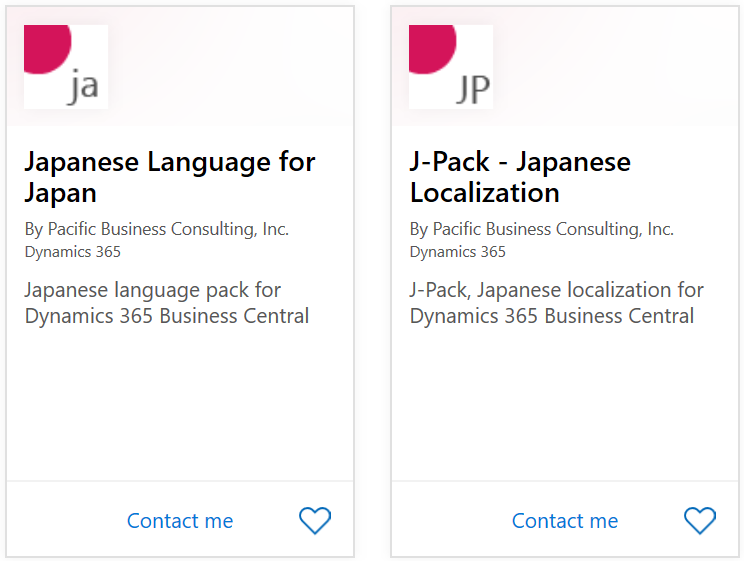 ja
Japanese Language for
Japan
By Pacific Business Consulting, Inc.
Dynamics 365
Japanese language pack for
Dynamics 365 Business Central
Contact me
JP
J-Pack - Japanese
Localization
By Pacific Business Consulting, Inc.
Dynamics 365
J-Pack, Japanese localization for
Dynamics 365 Business Central
Contact me